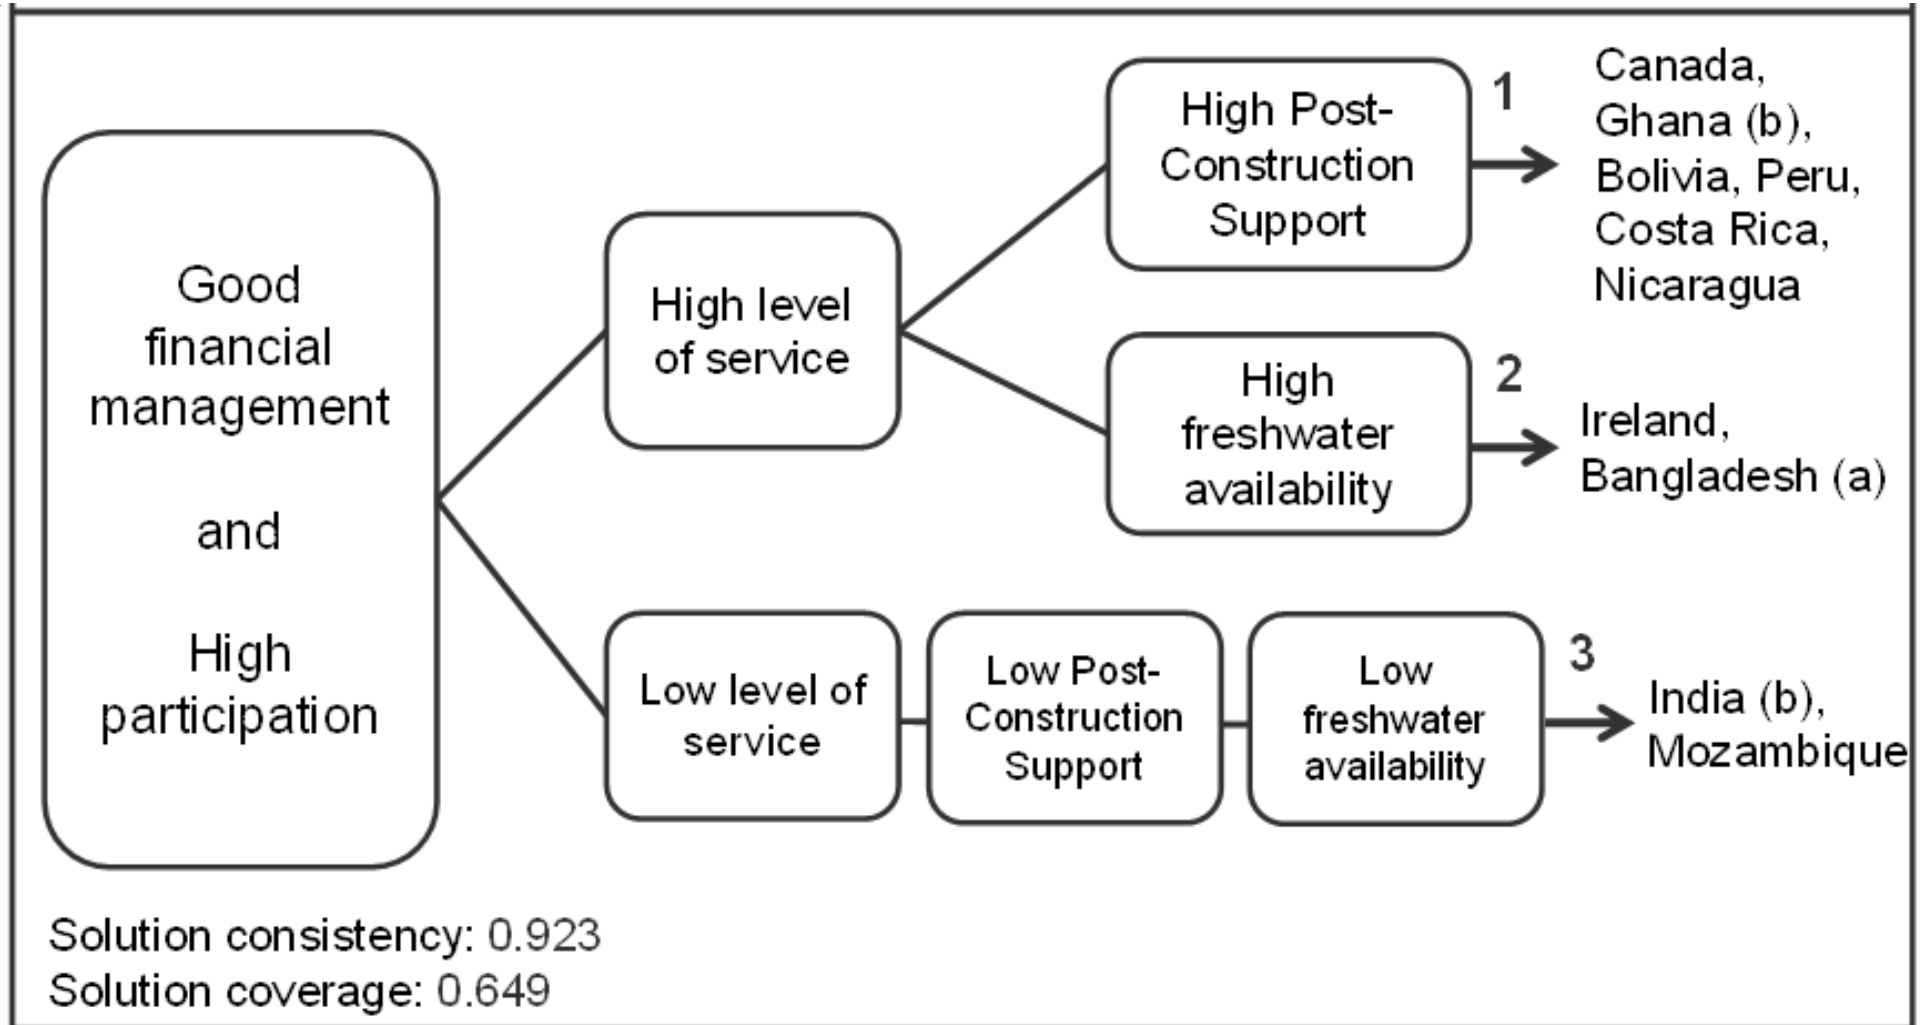 Good
financial
management
and
High
participation
High level
of service
High Post-
Construction
Support
1
Canada,
Ghana (b),
Bolivia, Peru,
Costa Rica,
Nicaragua
High
freshwater
availability
2
Ireland,
Bangladesh (a)
Low level of
service
Low Post-
Construction
Support
Low
freshwater
availability
3
India (b),
Mozambique
Solution consistency: 0.923
Solution coverage: 0.649